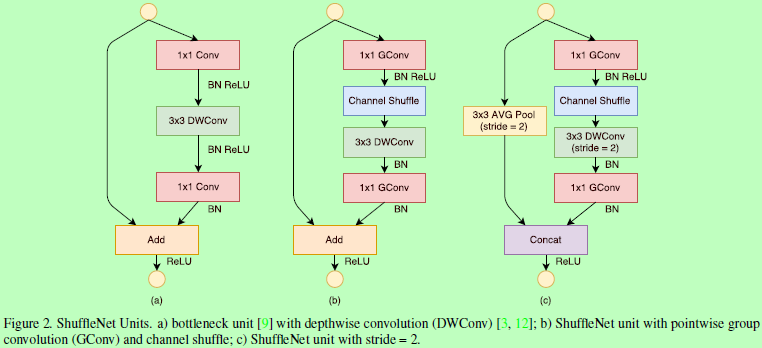 1x1 Conv
BN ReLU
3x3 DWConv
BN ReLU
1x1 Conv
BN
Add
ReLU
(a)
1x1 GConv
BN ReLU
Channel Shuffle
3x3 DWConv
BN
1x1 GConv
BN
Add
ReLU
(b)
3x3 AVG Pool
(stride = 2)
1x1 GConv
BN ReLU
Channel Shuffle
3x3 DWConv
(stride = 2)
BN
1x1 GConv
BN
Concat
ReLU
(c)
Figure 2. ShuffleNet Units. a) bottleneck unit [9] with depthwise convolution (DWConv) [3, 12]; b) ShuffleNet unit with pointwise group
convolution (GConv) and channel shuffle; c) ShuffleNet unit with stride = 2.